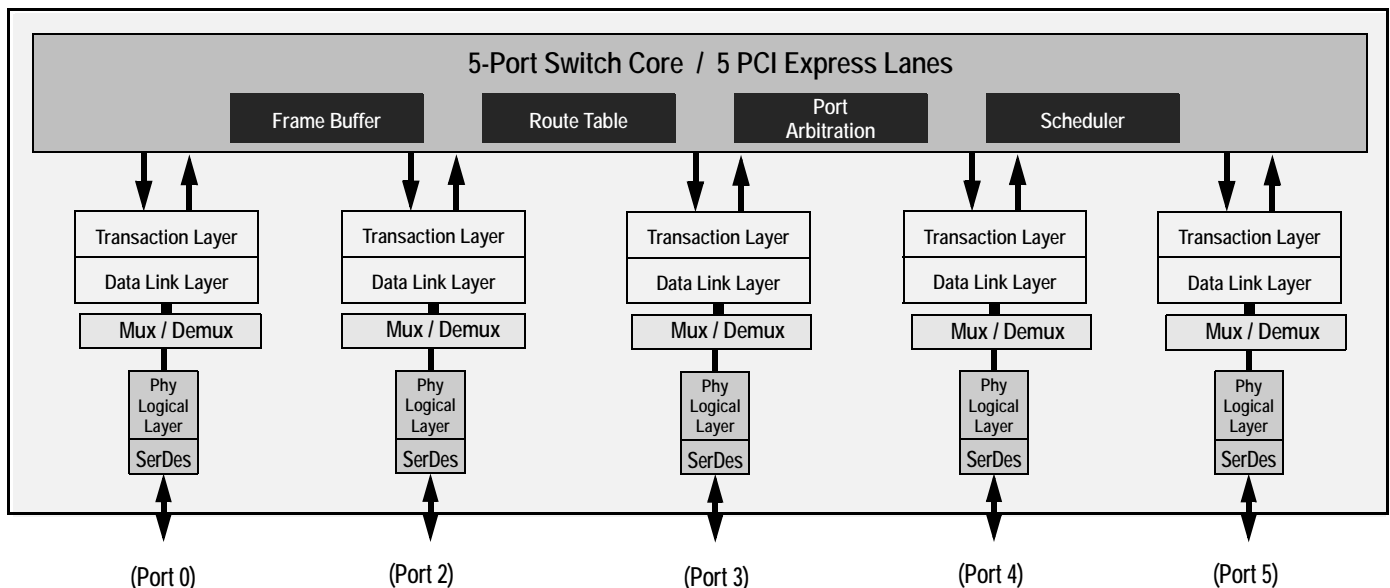 5-Port Switch Core / 5 PCI Express Lanes
Frame Buffer
Route Table
Port
Arbitration
Scheduler
Transaction Layer
Transaction Layer
Transaction Layer
Transaction Layer
Transaction Layer
Data Link Layer
Data Link Layer
Data Link Layer
Data Link Layer
Data Link Layer
Mux / Demux
Mux / Demux
Mux / Demux
Mux / Demux
Mux / Demux
Phy
Logical
Layer
Phy
Logical
Layer
Phy
Logical
Layer
Phy
Logical
Layer
Phy
Logical
Layer
SerDes
SerDes
SerDes
SerDes
SerDes
(Port 0)
(Port 2)
(Port 3)
(Port 4)
(Port 5)